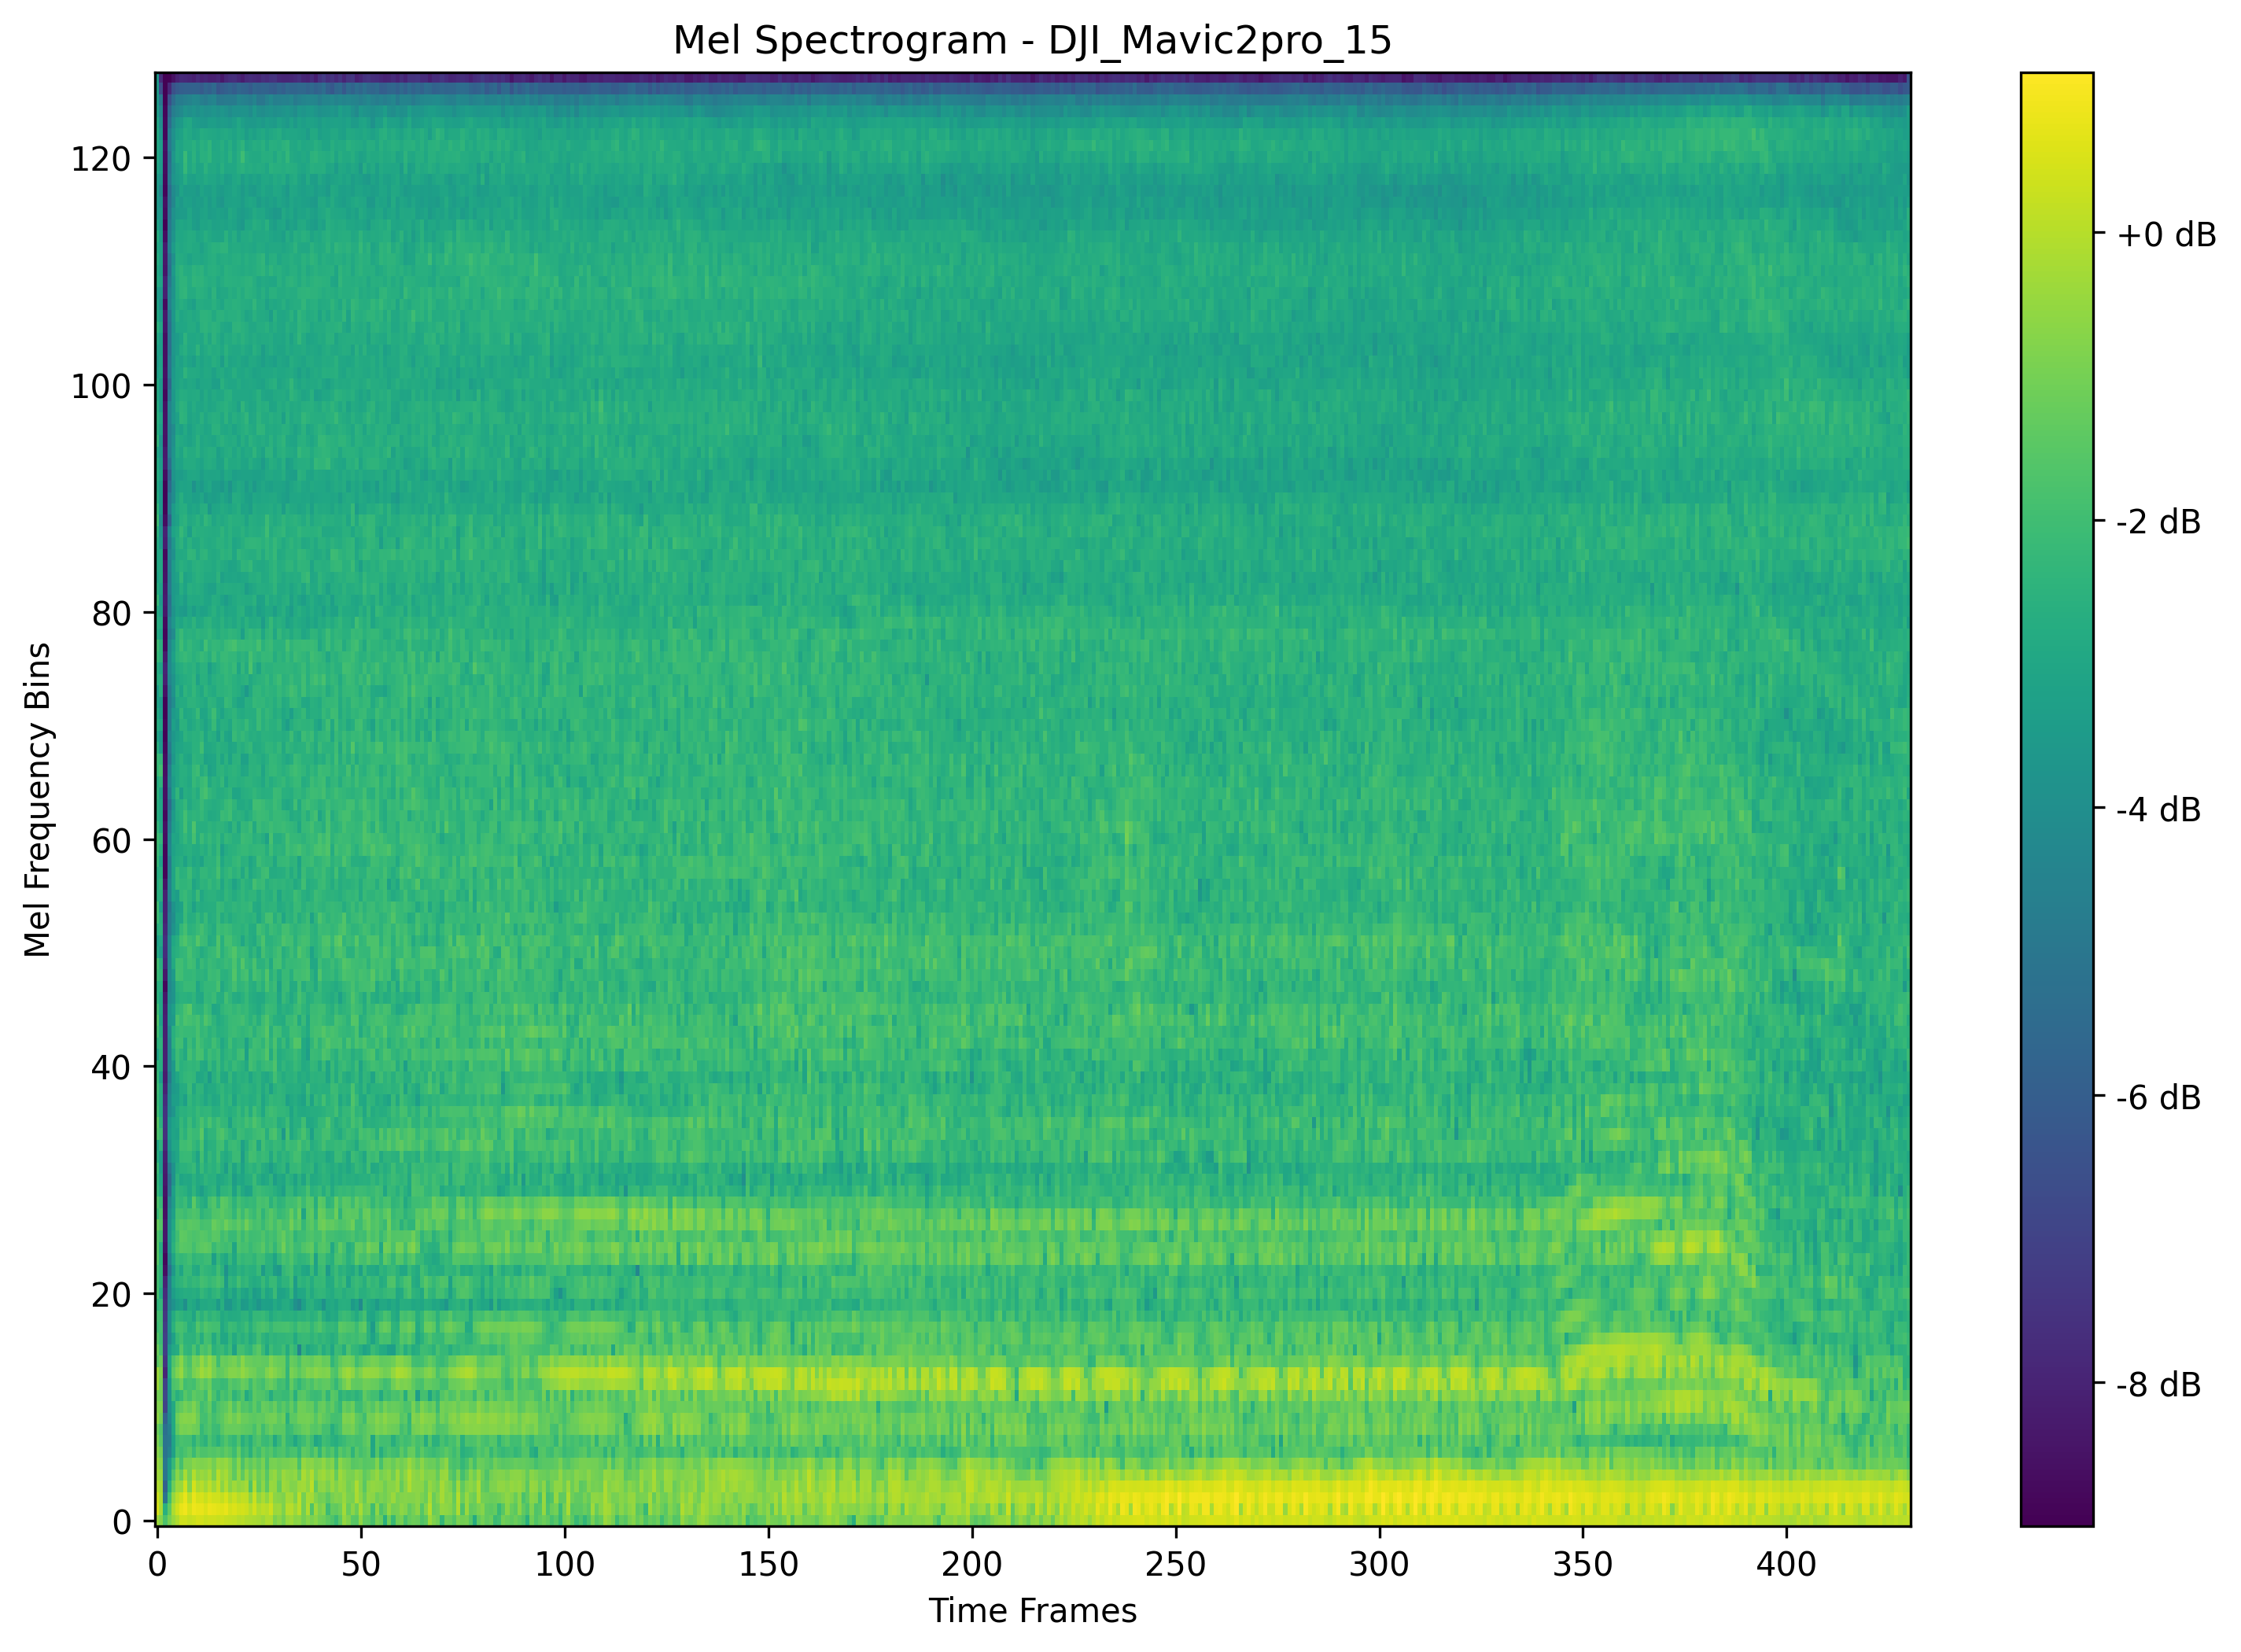 Mel Spectrogram - DJI_Mavic2pro_15
120
100
80
60
40
20
0
Mel Frequency Bins
0 50 100 150 200 250 300 350 400
Time Frames
+0 dB
-2 dB
-4 dB
-6 dB
-8 dB